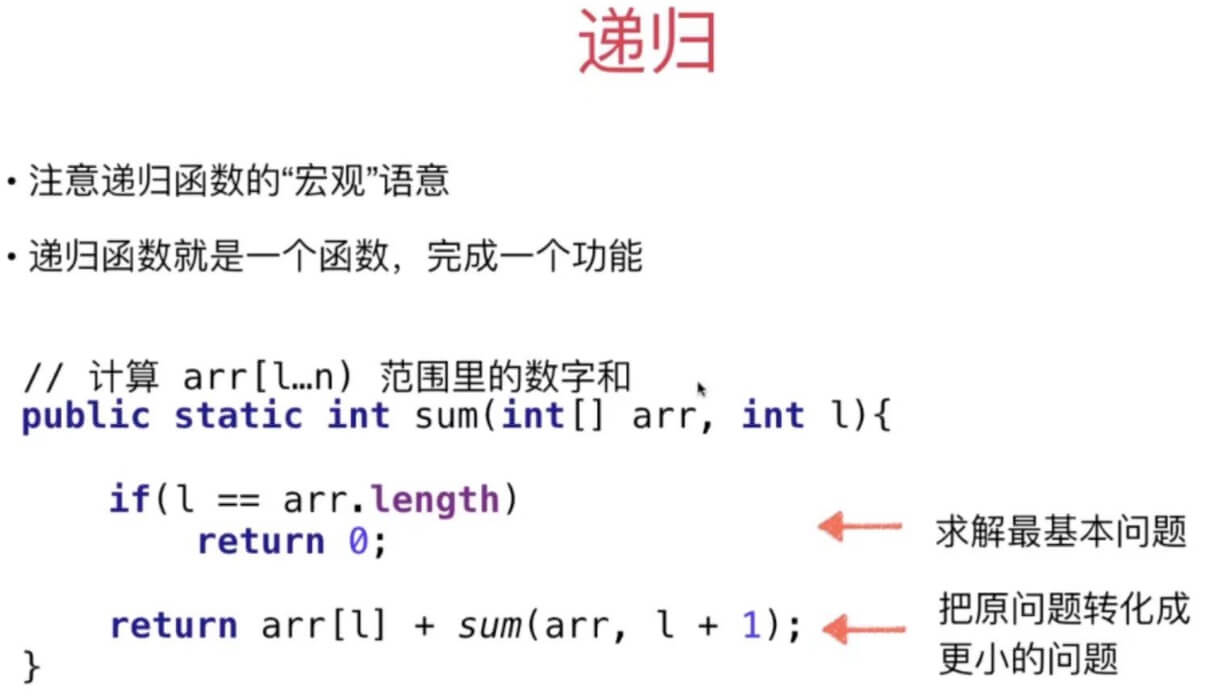 递归
• 注意递归函数的“宏观”语意
• 递归函数就是一个函数，完成一个功能
// 计算 arr[l…n) 范围里的数字和
public static int sum(int[] arr, int l){
if(l == arr.length)
return 0;
求解最基本问题
return arr[l] + sum(arr, l + 1);
把原问题转化成
更小的问题
}